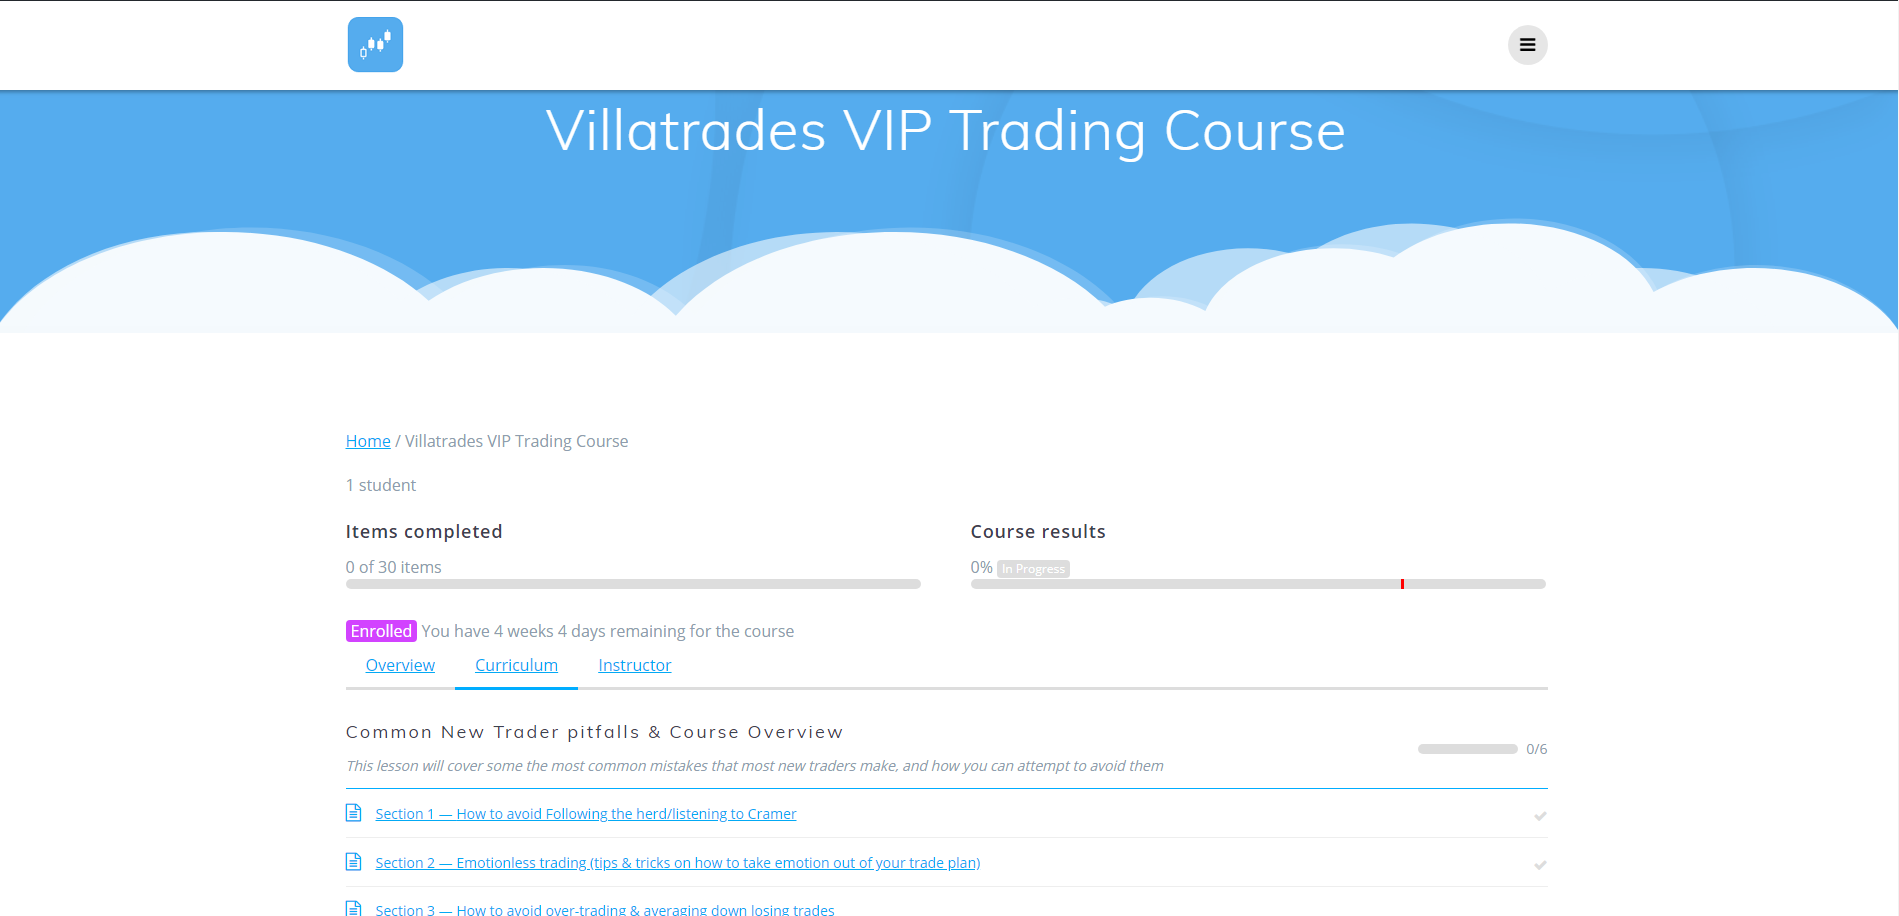 Villatrades VIP Trading Course
Home / Villatrades VIP Trading Course
1 student
Items completed
0 of 30 items
Course results
0% In Progress
Enrolled You have 4 weeks 4 days remaining for the course
Overview Curriculum Instructor
Common New Trader pitfalls & Course Overview
0/6
This lesson will cover some the most common mistakes that most new traders make, and how you can attempt to avoid them
Section 1 — How to avoid Following the herd/listening to Cramer
Section 2 — Emotionless trading (tips & tricks on how to take emotion out of your trade plan)
Section 3 — How to avoid over-trading & averaging down losing trades